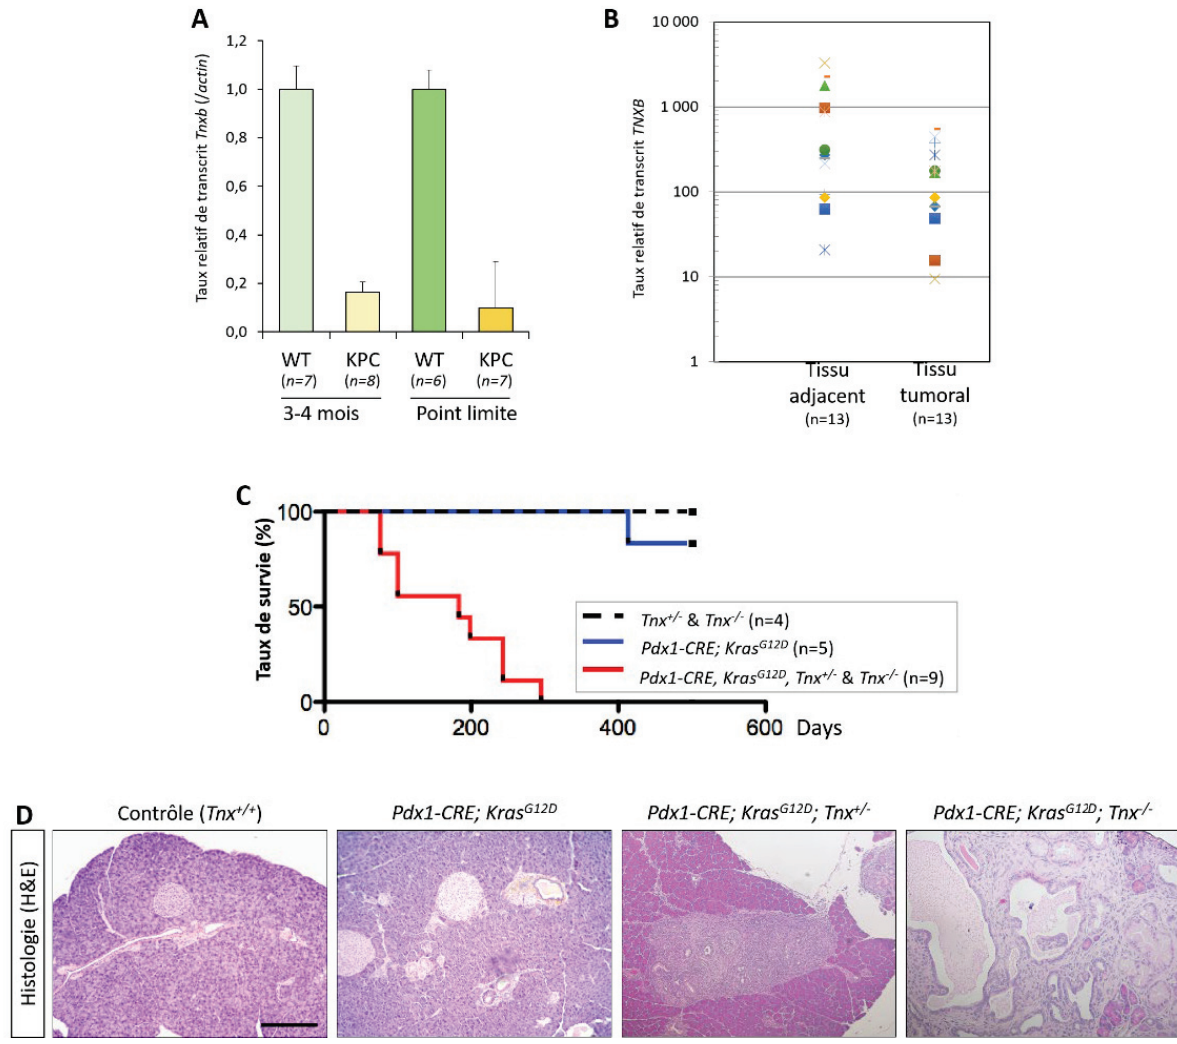 A
Taux relatif de transcrit Tnxb (/actin)
1,2
1,0
0,8
0,6
0,4
0,2
0,0
WT KPC WT KPC
(n=7) (n=8) (n=6) (n=7)
3-4 mois Point limite
B
Taux relatif de transcrit TNXB
10 000
1 000
100
10
1
Tissu adjacent
(n=13)
Tissu tumoral
(n=13)
C
Taux de survie (%)
100
50
0
0 200 400 600 Days
Tnx+/- & Tnx-/- (n=4)
Pdx1-CRE; KrasG12D (n=5)
Pdx1-CRE, KrasG12D, Tnx+/- & Tnx-/- (n=9)
D
Contrôle (Tnx+/+) Pdx1-CRE; KrasG12D Pdx1-CRE; KrasG12D; Tnx+/- Pdx1-CRE; KrasG12D; Tnx-/-
Histologie (H&E)